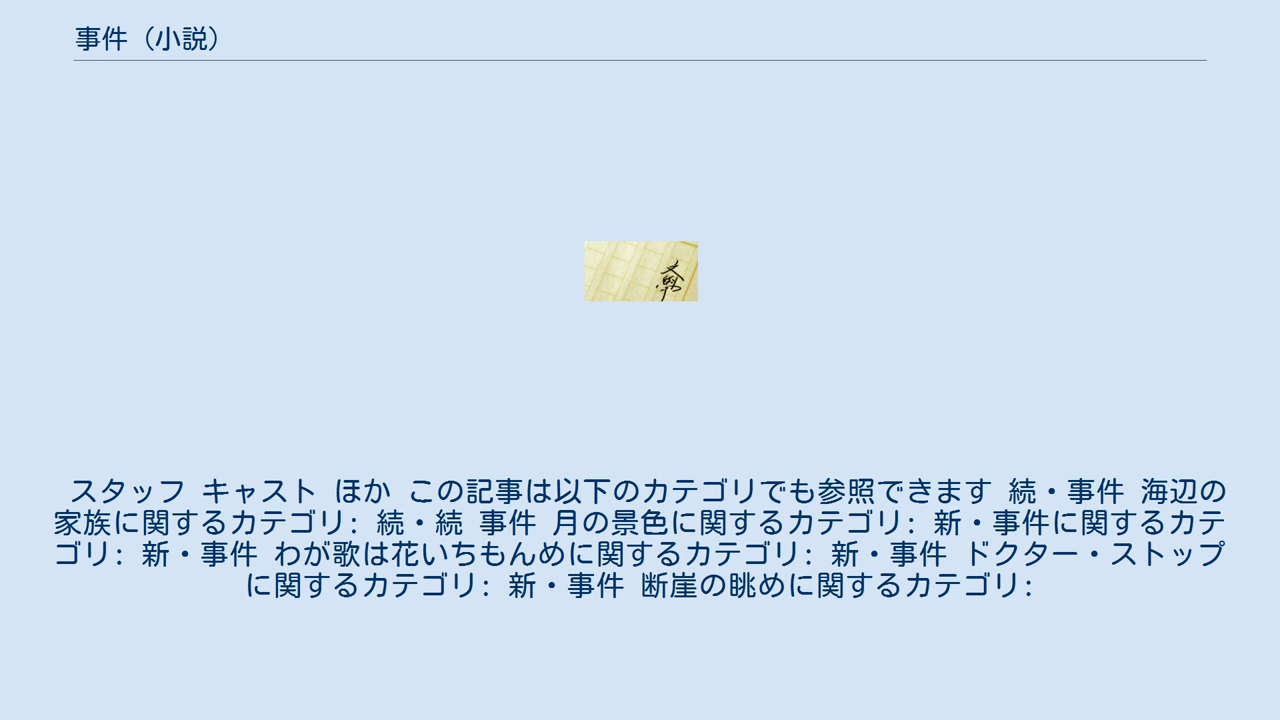 事件（小説）
スタッフ キャスト ほか この記事は以下のカテゴリでも参照できます 続・事件 海辺の
家族に関するカテゴリ: 続・続 事件 月の景色に関するカテゴリ: 新・事件に関するカテ
ゴリ: 新・事件 わが歌は花いちもんめに関するカテゴリ: 新・事件 ドクター・ストップ
に関するカテゴリ: 新・事件 断崖の眺めに関するカテゴリ: